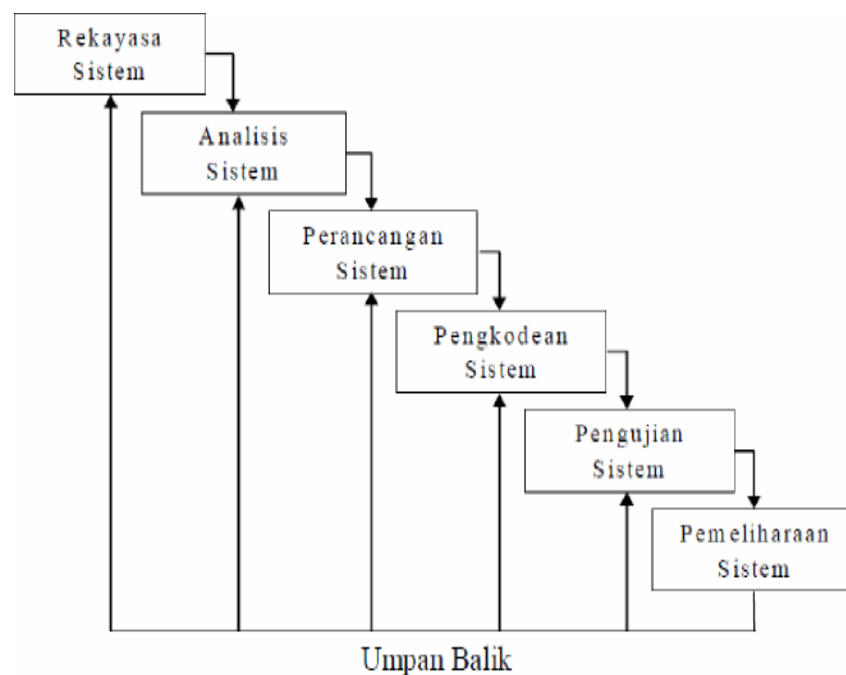 Rekayasa
Sistem
Analisis
Sistem
Perancangan
Sistem
Pengkodean
Sistem
Pengujian
Sistem
Pemeliharaan
Sistem
Umpan Balik